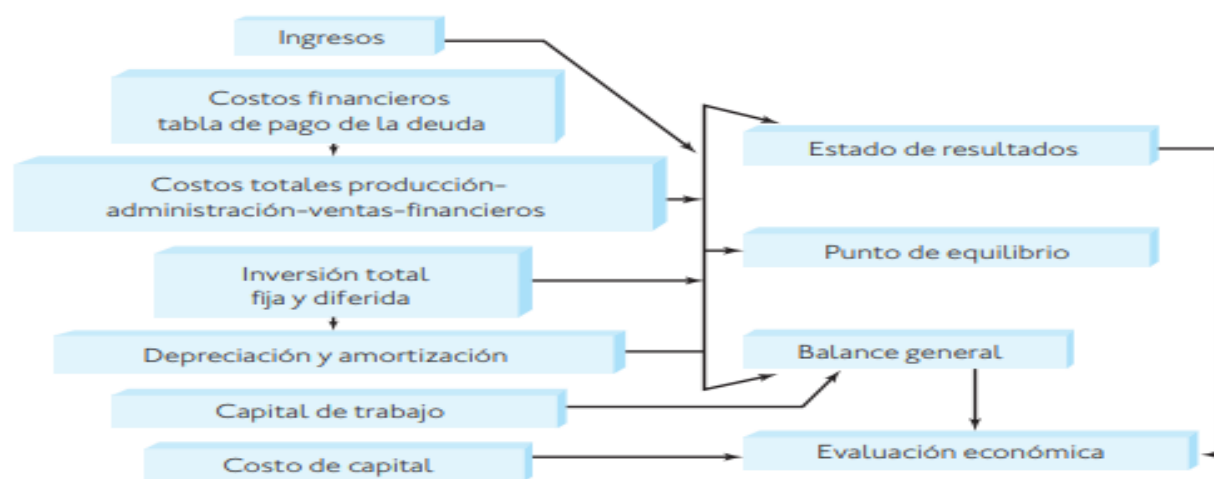 Ingresos
Costos financieros
tabla de pago de la deuda
Costos totales producción-
administración-ventas-financieros
Inversión total
fija y diferida
Depreciación y amortización
Capital de trabajo
Costo de capital
Estado de resultados
Punto de equilibrio
Balance general
Evaluación económica